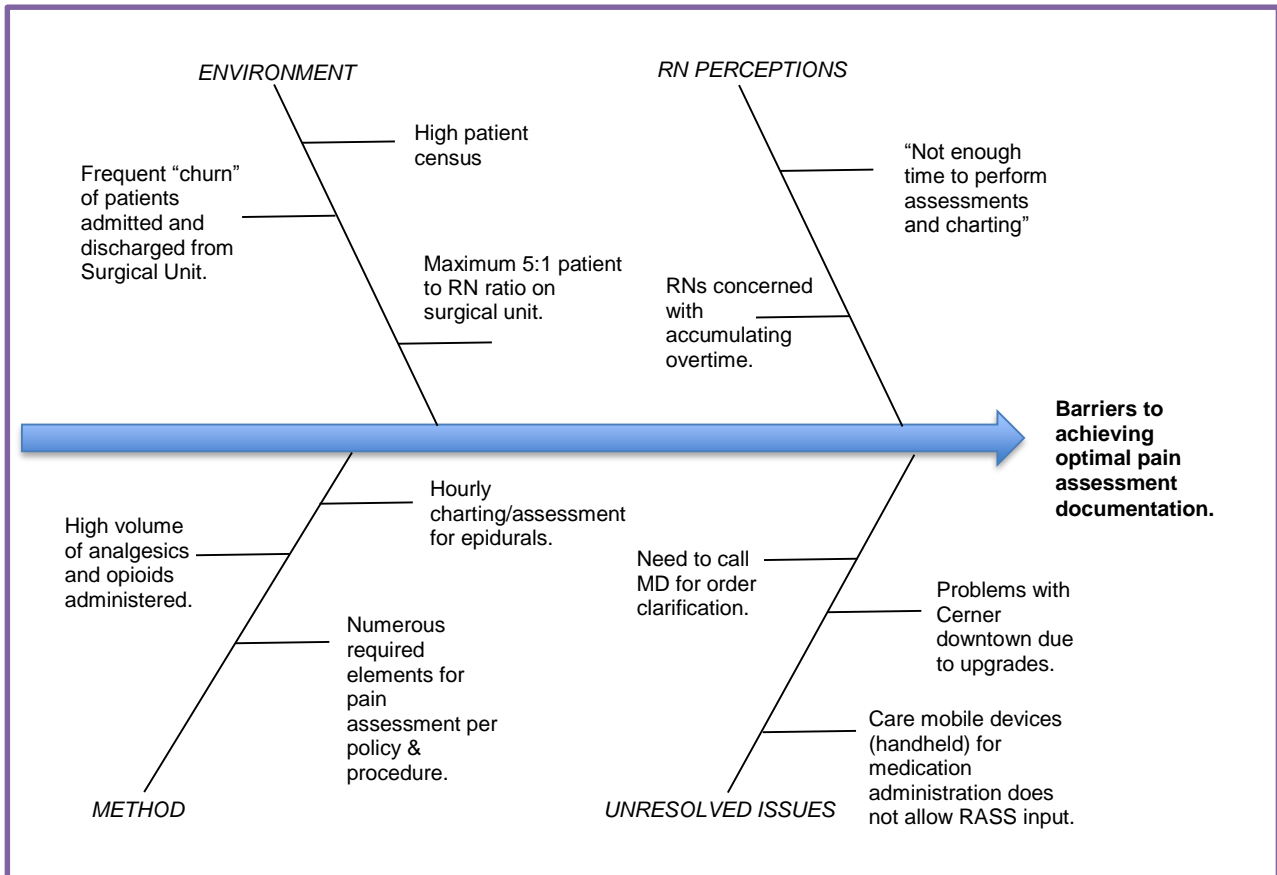 ENVIRONMENT
High patient
census
Frequent “churn”
of patients
admitted and
discharged from
Surgical Unit.
Maximum 5:1 patient
to RN ratio on
surgical unit.
RN PERCEPTIONS
“Not enough
time to perform
assessments
and charting”
RNs concerned
with
accumulating
overtime.
Barriers to
achieving
optimal pain
assessment
documentation.
Hourly
charting/assessment
for epidurals.
High volume
of analgesics
and opioids
administered.
Numerous
required
elements for
pain
assessment per
policy &
procedure.
METHOD
Need to call
MD for order
clarification.
Problems with
Cerner
downtown due
to upgrades.
Care mobile devices
(handheld) for
medication
administration does
not allow RASS input.
UNRESOLVED ISSUES